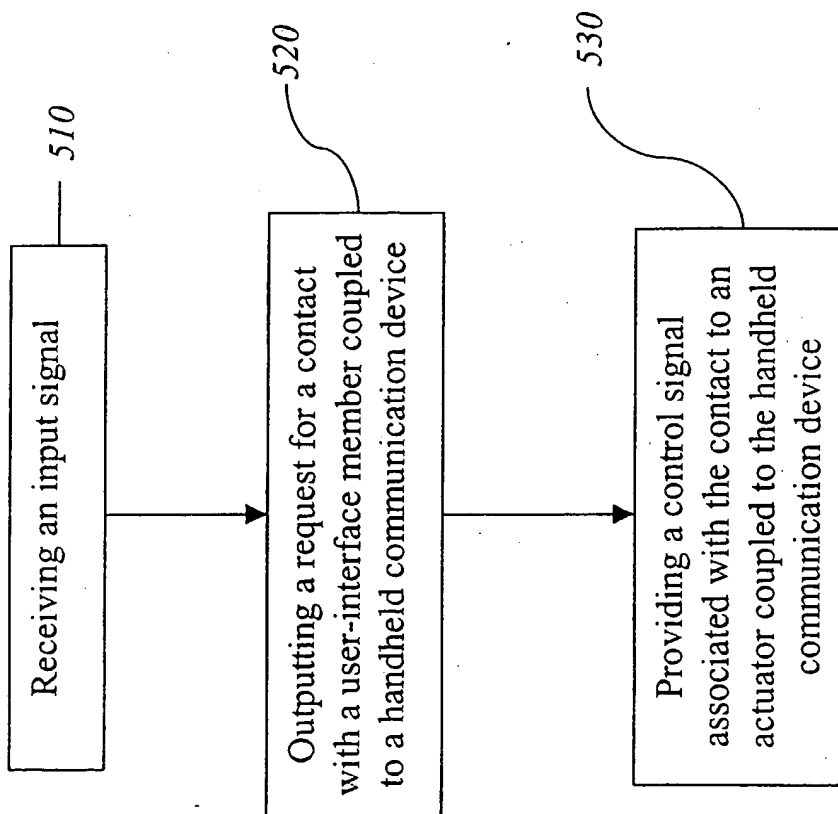 510
Receiving an input signal
520
Outputting a request for a contact
with a user-interface member coupled
to a handheld communication device
530
Providing a control signal
associated with the contact to an
actuator coupled to the handheld
communication device